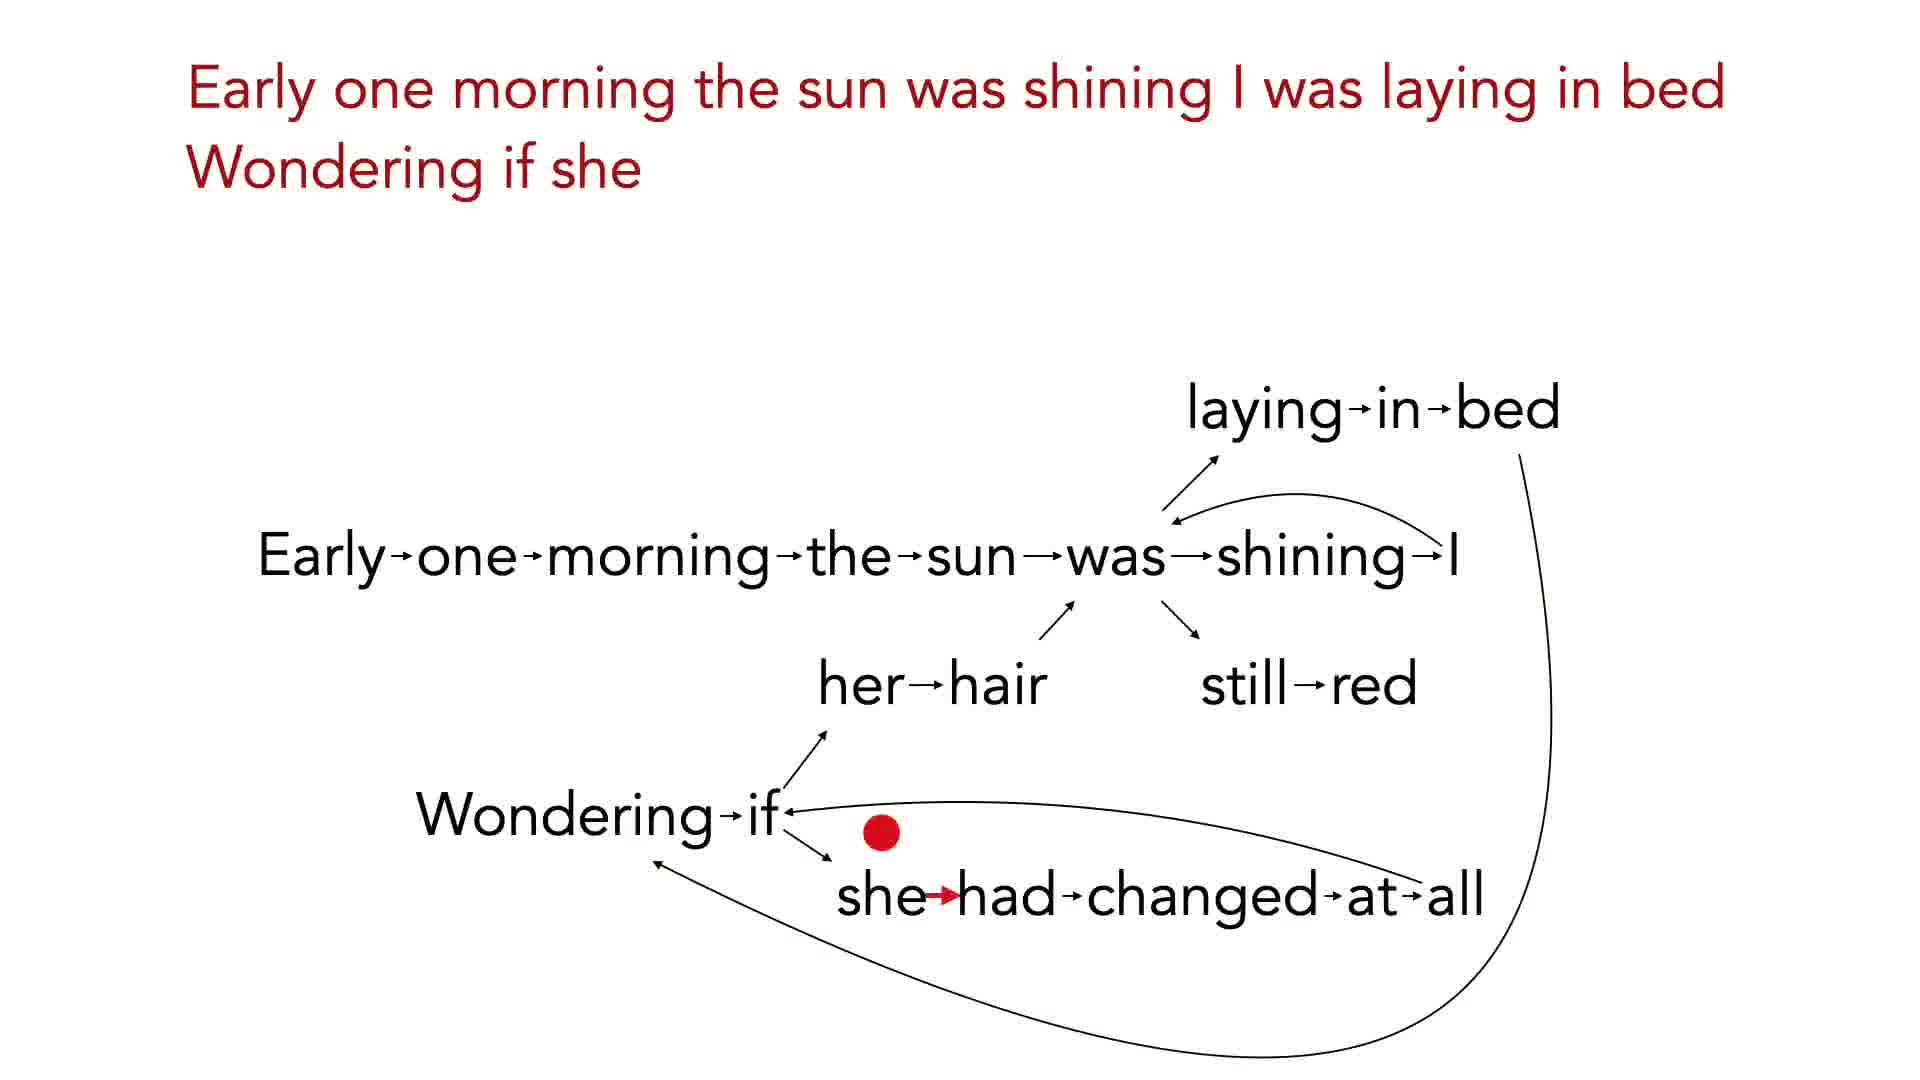 Early one morning the sun was shining I was laying in bed
Wondering if she
laying in bed
Early one morning the sun was shining I
her hair still red
Wondering if
she had changed at all